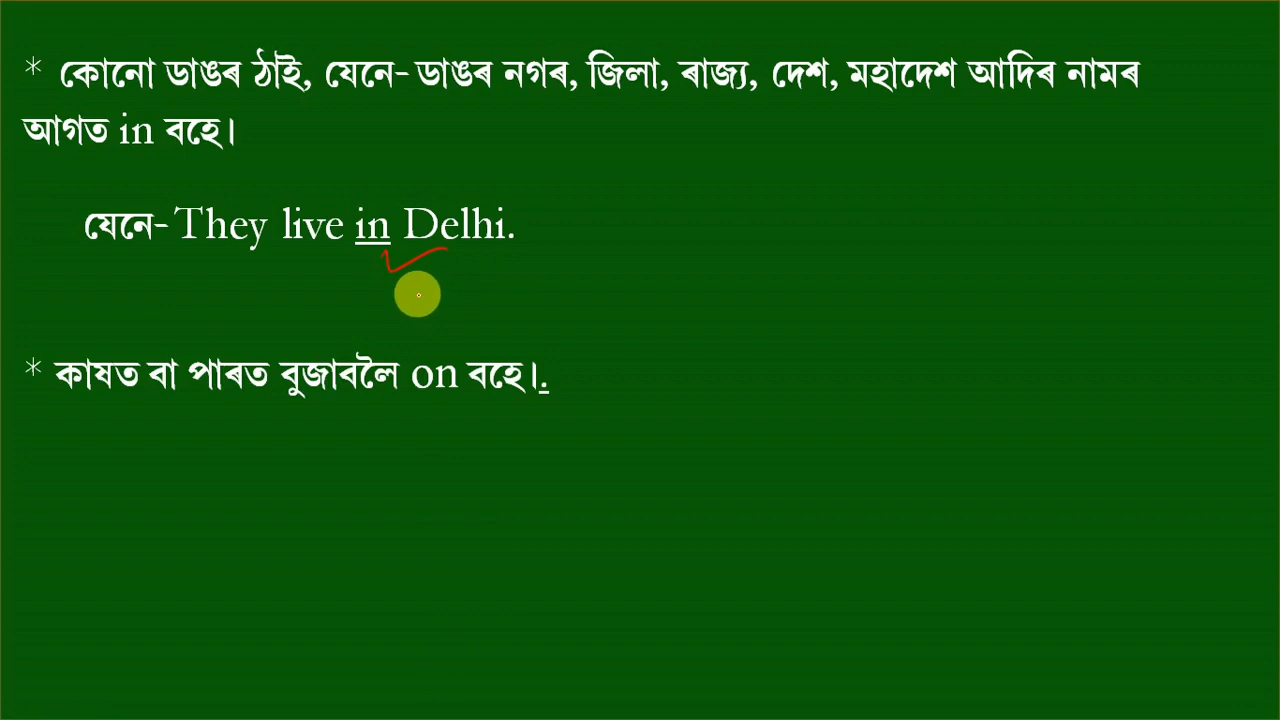 * কোনো ডাঙৰ ঠাই, যেনে- ডাঙৰ নগৰ, জিলা, ৰাজ্য, দেশ, মহাদেশ আদিৰ নামৰ
আগত in বহে।
যেনে- They live in Delhi.
* কাষত বা পাৰত বুজাবলৈ on বহে।.